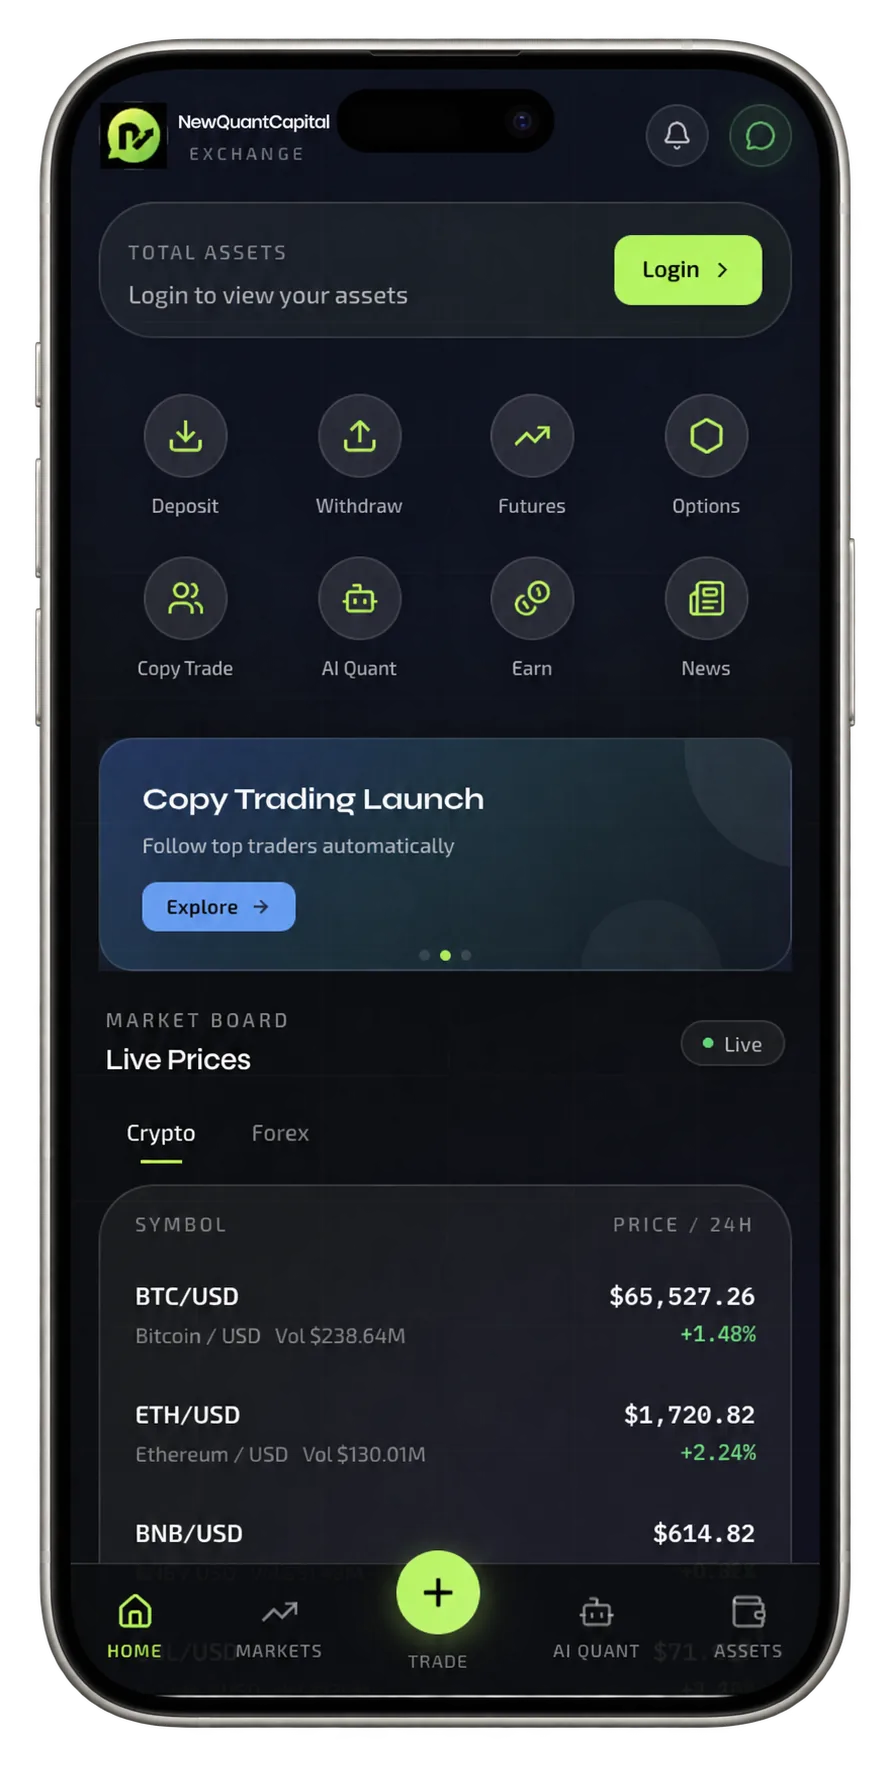 NewQuantCapital
EXCHANGE
TOTAL ASSETS
Login to view your assets
Login
Deposit
Withdraw
Futures
Options
Copy Trade
AI Quant
Earn
News
Copy Trading Launch
Follow top traders automatically
Explore
MARKET BOARD
Live Prices
Live
Crypto
Forex
SYMBOL
PRICE / 24H
BTC/USD
$65,527.26
Bitcoin / USD Vol $238.64M
+1.48%
ETH/USD
$1,720.82
Ethereum / USD Vol $130.01M
+2.24%
BNB/USD
$614.82
HOME
MARKETS
TRADE
AI QUANT
ASSETS